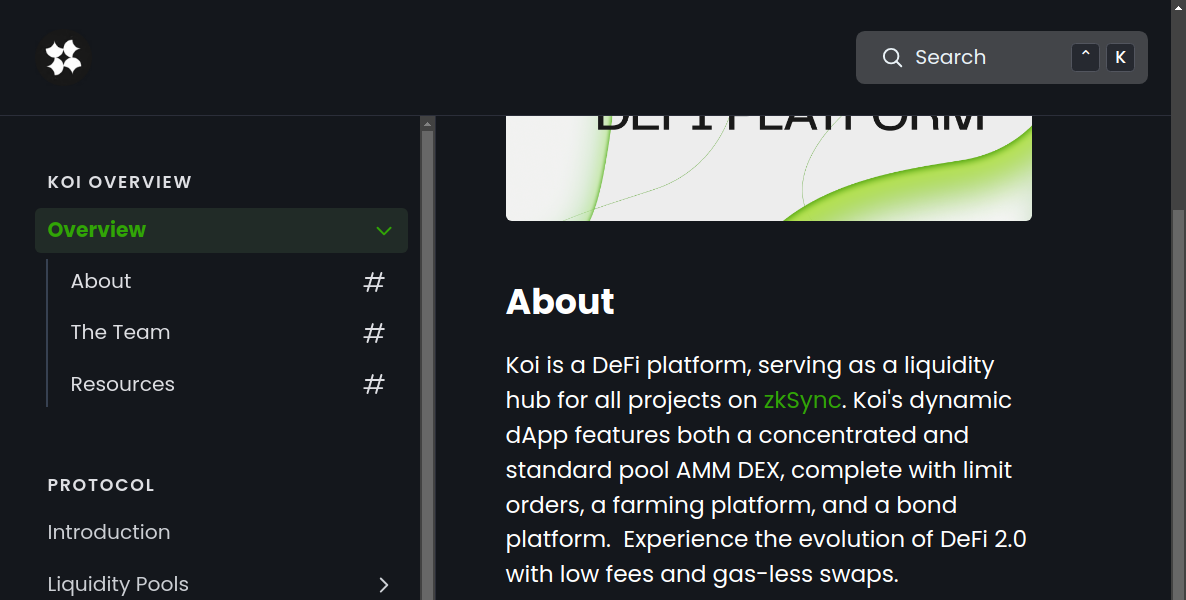 Search
^ K
DEFI PLATFORM
KOI OVERVIEW
Overview
About #
The Team #
Resources #
PROTOCOL
Introduction
Liquidity Pools
About
Koi is a DeFi platform, serving as a liquidity
hub for all projects on zkSync. Koi's dynamic
dApp features both a concentrated and
standard pool AMM DEX, complete with limit
orders, a farming platform, and a bond
platform.  Experience the evolution of DeFi 2.0
with low fees and gas-less swaps.